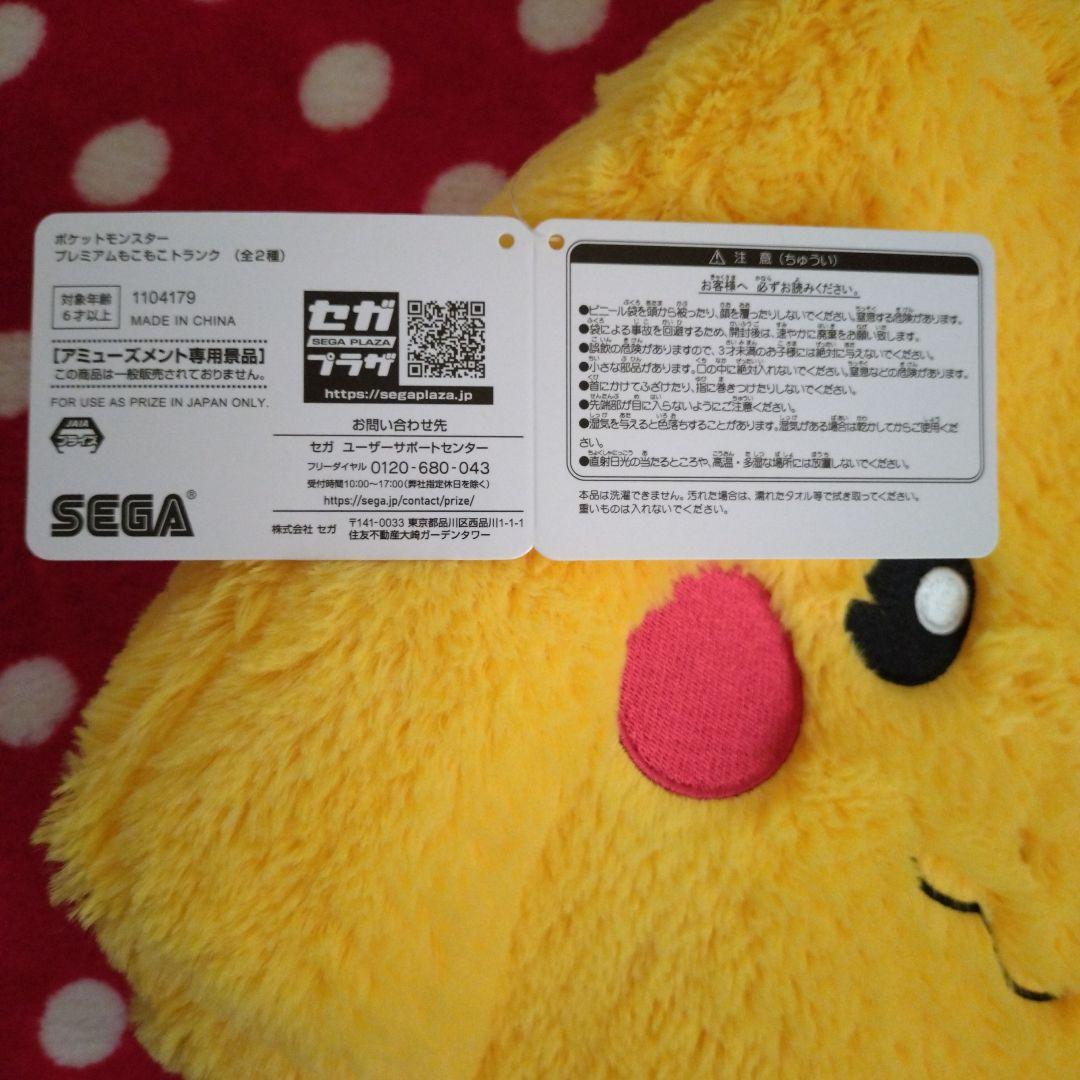 ポケットモンスター
プレミアムもこもこトランク （全2種）
対象年齢
6才以上
1104179
MADE IN CHINA
【アミューズメント専用景品】
この商品は一般販売されておりません。
FOR USE AS PRIZE IN JAPAN ONLY.
JAIA
プライズ
SEGA®
セガ
SEGA PLAZA
プラザ
https://segaplaza.jp
お問い合わせ先
セガ ユーザーサポートセンター
フリーダイヤル 0120-680-043
受付時間10:00～17:00(弊社指定休日を除く)
https://sega.jp/contact/prize/
株式会社 セガ
〒141-0033 東京都品川区西品川1-1-1
住友不動産大崎ガーデンタワー
⚠ 注 意（ちゅうい）
お客様へ 必ずお読みください。
●ビニール袋を頭から被ったり、顔を覆ったりしないでください。窒息する危険があります。
●袋による事故を回避するため、開封後は、速やかに廃棄をお願い致します。
●誤飲の危険がありますので、3才未満のお子様には絶対に与えないでください。
●小さな部品があります。口の中に絶対入れないでください。窒息などの危険があります。
●首にかけてふざけたり、指に巻きつけたりしないでください。
●先端部が目に入らないようにご注意ください。
●湿気を与えると色落ちすることがあります。湿気がある場合は乾かしてからご使用くだ
さい。
●直射日光の当たるところや、高温・多湿な場所には放置しないでください。
本品は洗濯できません。汚れた場合は、濡れたタオル等で拭き取ってください。
重いものは入れないでください。